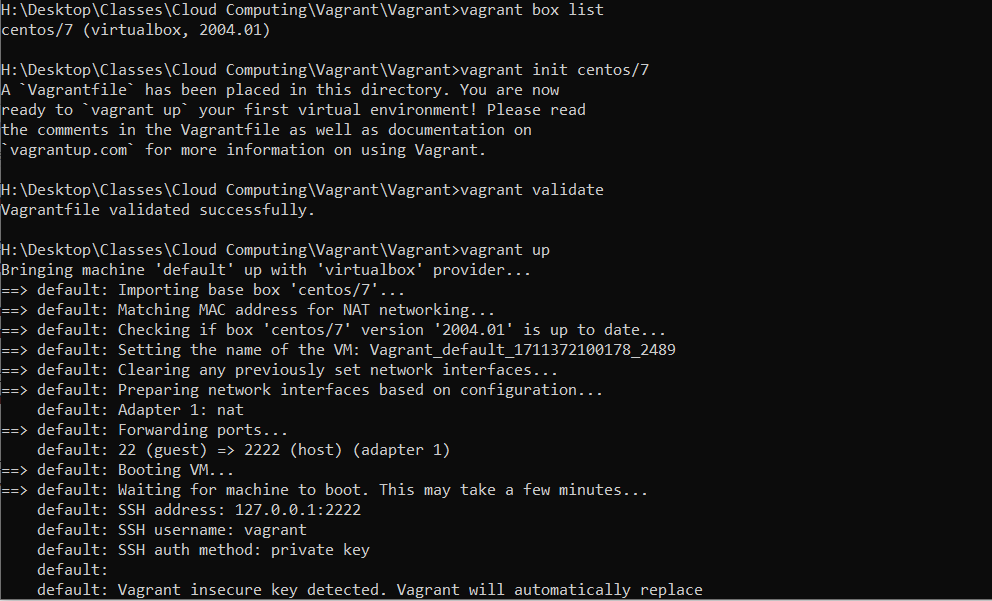 H:\Desktop\Classes\Cloud Computing\Vagrant\Vagrant>vagrant box list
centos/7 (virtualbox, 2004.01)
H:\Desktop\Classes\Cloud Computing\Vagrant\Vagrant>vagrant init centos/7
A `Vagrantfile` has been placed in this directory. You are now
ready to `vagrant up` your first virtual environment! Please read
the comments in the Vagrantfile as well as documentation on
`vagrantup.com` for more information on using Vagrant.
H:\Desktop\Classes\Cloud Computing\Vagrant\Vagrant>vagrant validate
Vagrantfile validated successfully.
H:\Desktop\Classes\Cloud Computing\Vagrant\Vagrant>vagrant up
Bringing machine 'default' up with 'virtualbox' provider...
==> default: Importing base box 'centos/7'...
==> default: Matching MAC address for NAT networking...
==> default: Checking if box 'centos/7' version '2004.01' is up to date...
==> default: Setting the name of the VM: Vagrant_default_1711372100178_2489
==> default: Clearing any previously set network interfaces...
==> default: Preparing network interfaces based on configuration...
    default: Adapter 1: nat
==> default: Forwarding ports...
    default: 22 (guest) => 2222 (host) (adapter 1)
==> default: Booting VM...
==> default: Waiting for machine to boot. This may take a few minutes...
    default: SSH address: 127.0.0.1:2222
    default: SSH username: vagrant
    default: SSH auth method: private key
    default:
    default: Vagrant insecure key detected. Vagrant will automatically replace